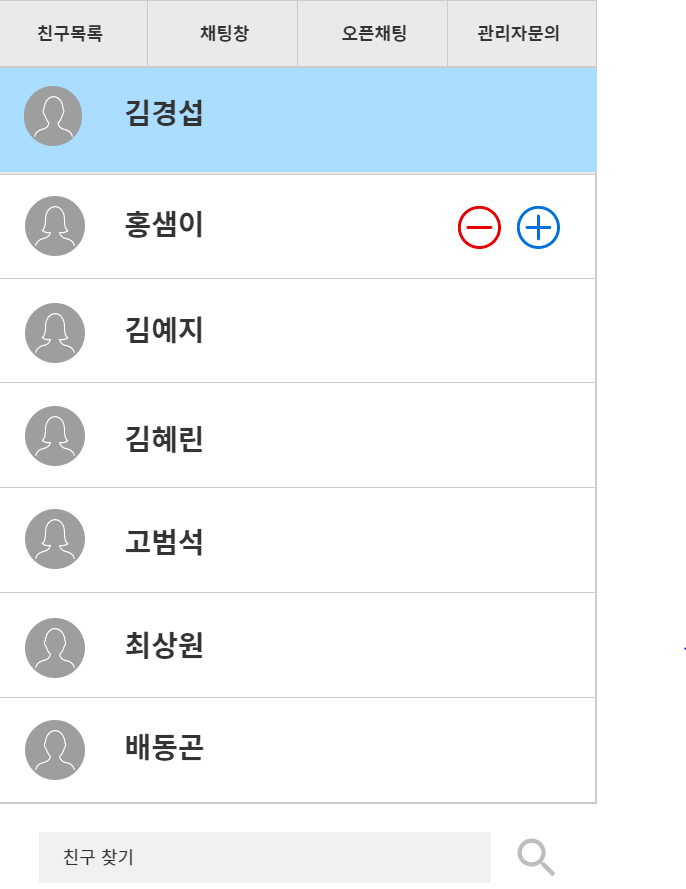 친구목록 채팅창 오픈채팅 관리자문의
김경섭
홍샘이
김예지
김혜린
고범석
최상원
배동곤
친구 찾기